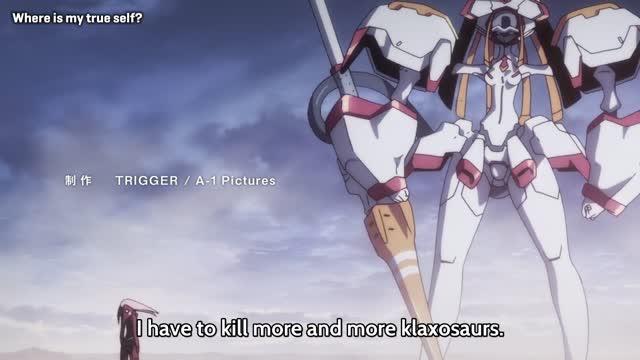 Where is my true self?
制作 TRIGGER / A-1 Pictures
I have to kill more and more klaxosaurs.